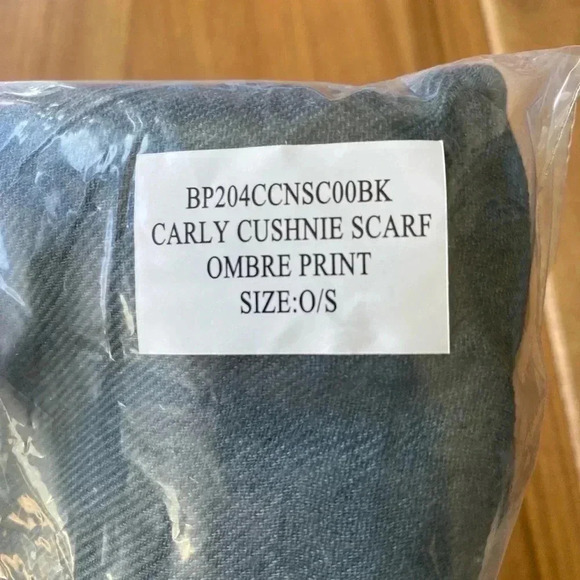 BP204CCNSC00BK
CARLY CUSHNIE SCARF
OMBRE PRINT
SIZE:O/S